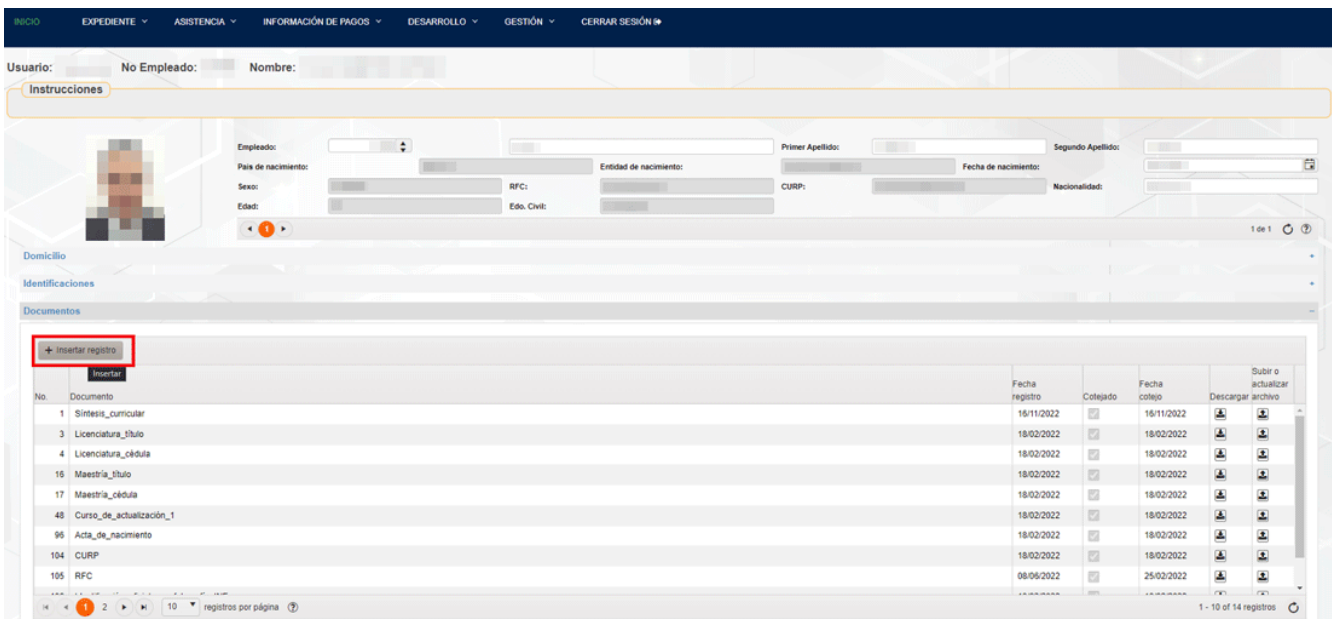 INICIO EXPEDIENTE ASISTENCIA INFORMACIÓN DE PAGOS DESARROLLO GESTIÓN CERRAR SESIÓN
Usuario: No Empleado: Nombre:
Instrucciones
Empleado: Primer Apellido: Segundo Apellido:
País de nacimiento: Entidad de nacimiento: Fecha de nacimiento:
Sexo: RFC: CURP: Nacionalidad:
Edad: Edo. Civil:
1 1 de 1
Domicilio +
Identificaciones +
Documentos –
+ Insertar registro
Insertar
No. Documento Fecha registro Cotejado Fecha cotejo Descargar Subir o actualizar archivo
1 Síntesis_curricular 16/11/2022 16/11/2022
3 Licenciatura_título 18/02/2022 18/02/2022
4 Licenciatura_cédula 18/02/2022 18/02/2022
16 Maestría_título 18/02/2022 18/02/2022
17 Maestría_cédula 18/02/2022 18/02/2022
48 Curso_de_actualización_1 18/02/2022 18/02/2022
96 Acta_de_nacimiento 18/02/2022 18/02/2022
104 CURP 18/02/2022 18/02/2022
105 RFC 08/06/2022 25/02/2022
1 2 10 registros por página 1 - 10 of 14 registros